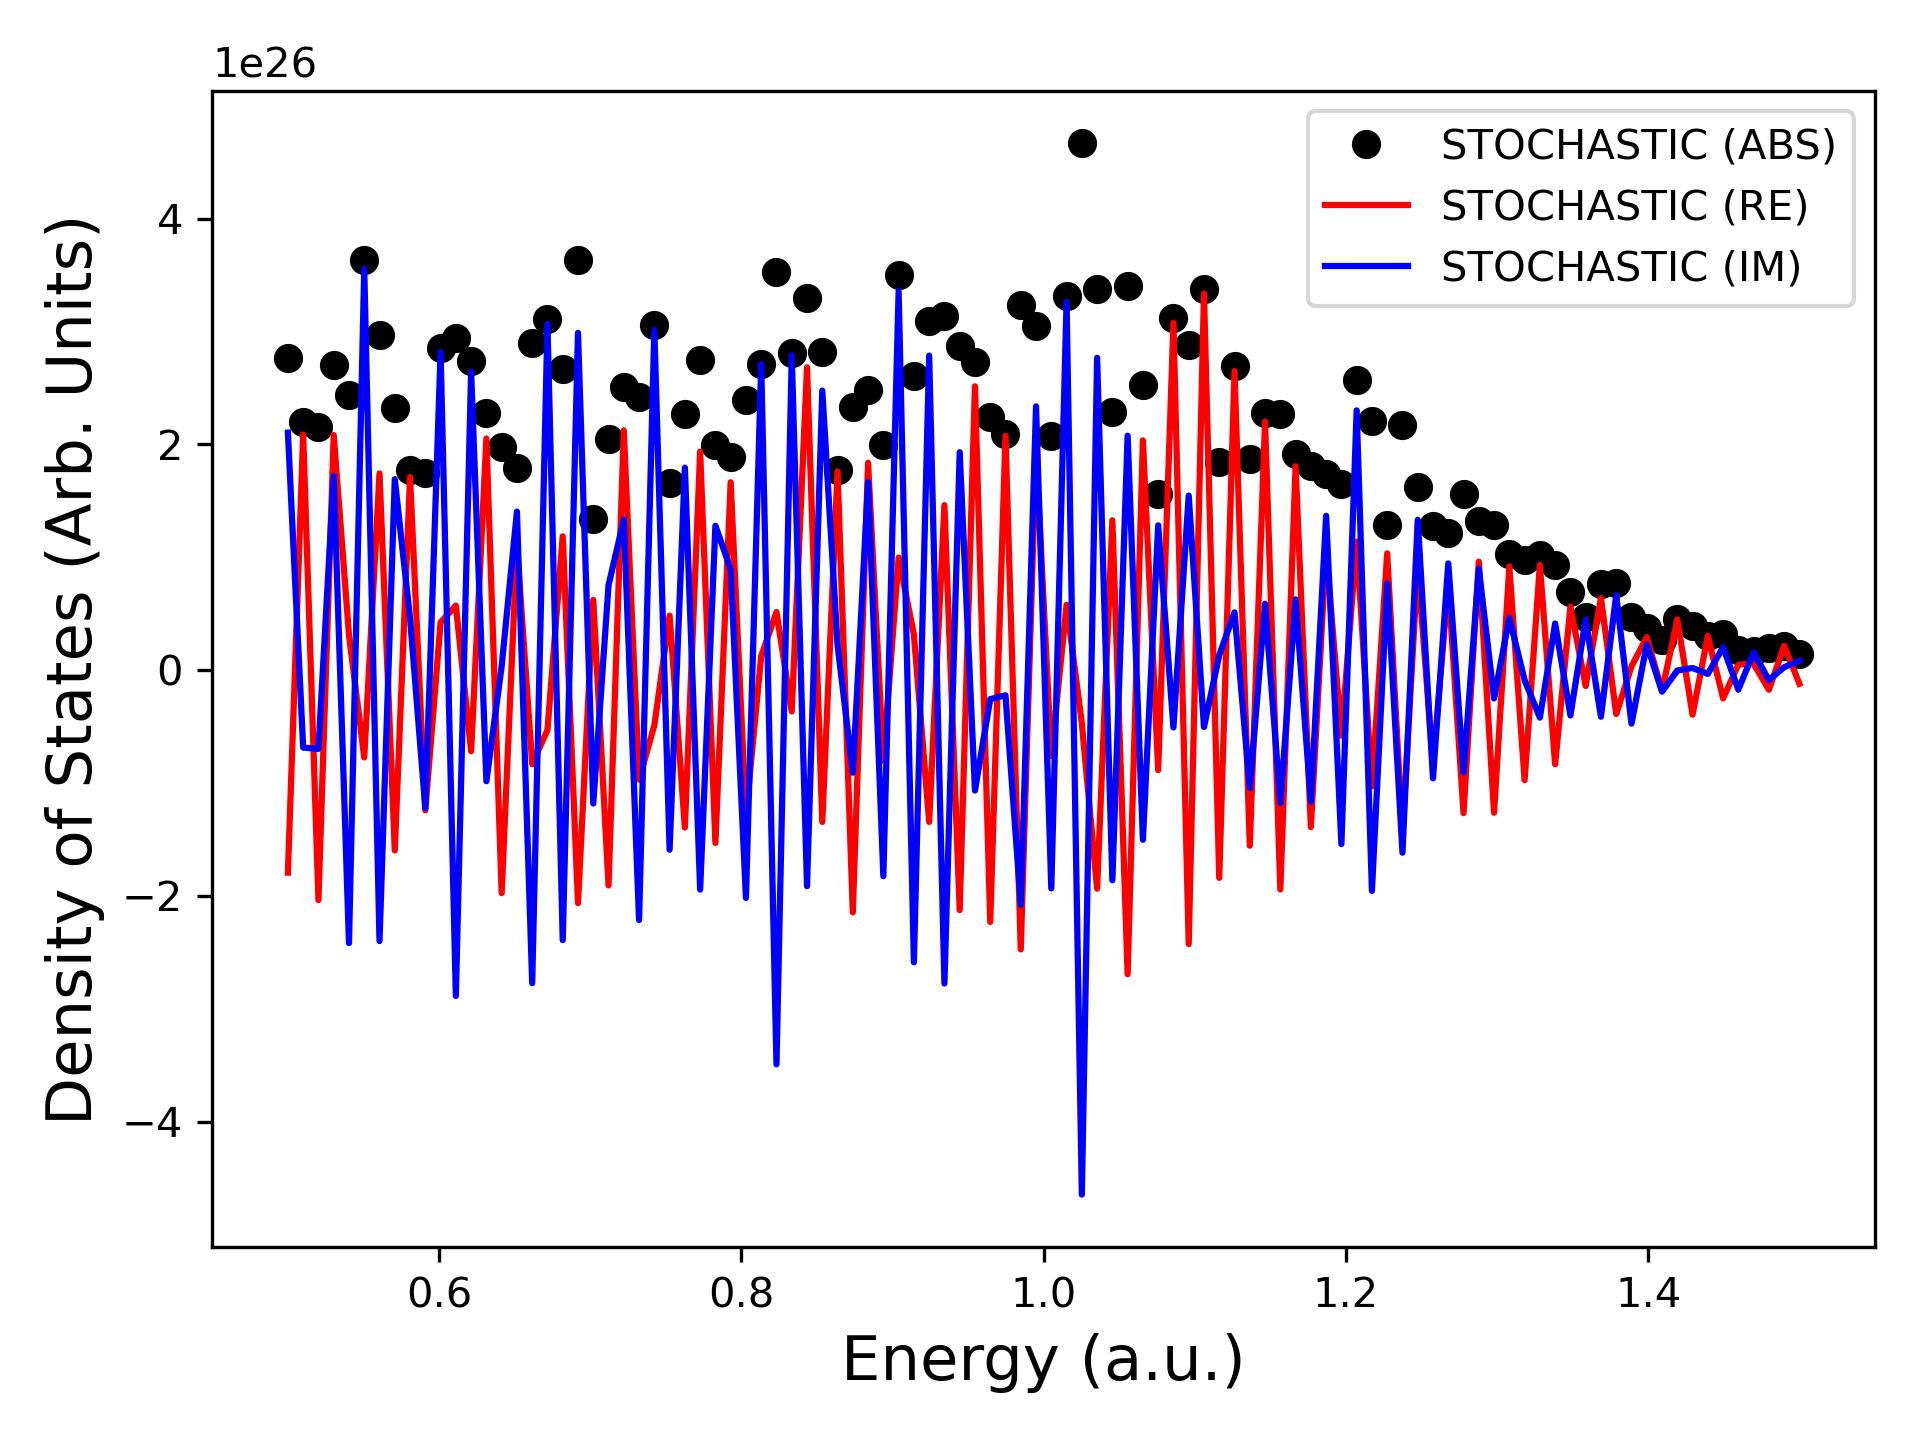 1e26
STOCHASTIC (ABS)
STOCHASTIC (RE)
STOCHASTIC (IM)
Density of States (Arb. Units)
4
2
0
−2
−4
0.6 0.8 1.0 1.2 1.4
Energy (a.u.)